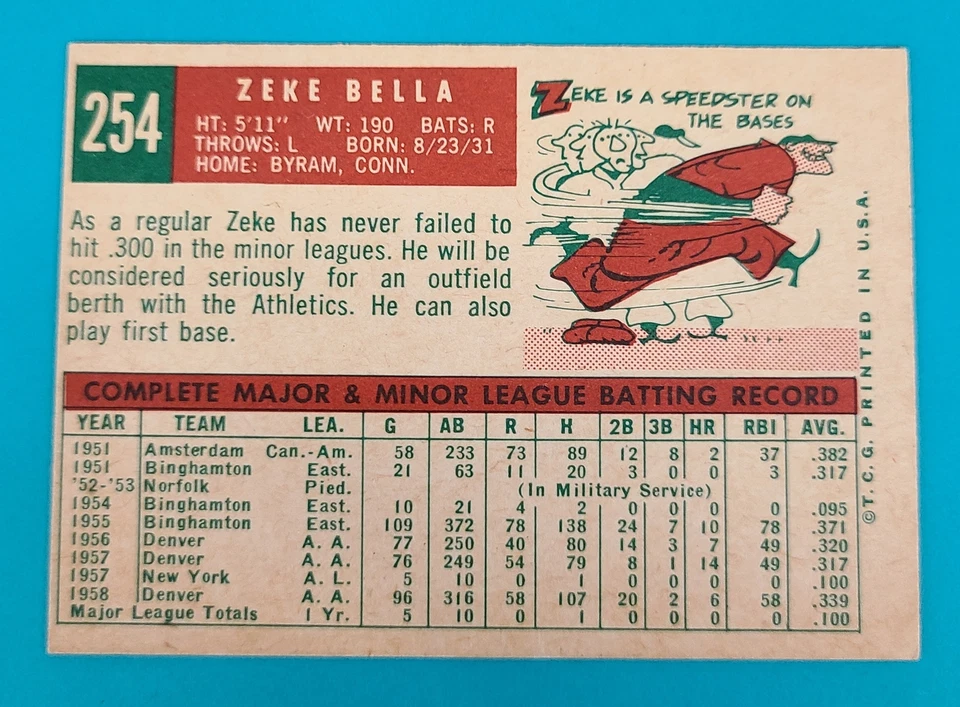 254
ZEKE BELLA
HT: 5'11" WT: 190 BATS: R
THROWS: L BORN: 8/23/31
HOME: BYRAM, CONN.
ZEKE IS A SPEEDSTER ON
THE BASES
As a regular Zeke has never failed to
hit .300 in the minor leagues. He will be
considered seriously for an outfield
berth with the Athletics. He can also
play first base.
COMPLETE MAJOR & MINOR LEAGUE BATTING RECORD
YEAR TEAM LEA. G AB R H 2B 3B HR RBI AVG.
1951 Amsterdam Can.-Am. 58 233 73 89 12 8 2 37 .382
1951 Binghamton East. 21 63 11 20 3 0 0 3 .317
'52-'53 Norfolk Pied. (In Military Service)
1954 Binghamton East. 10 21 4 2 0 0 0 0 .095
1955 Binghamton East. 109 372 78 138 24 7 10 78 .371
1956 Denver A. A. 77 250 40 80 14 3 7 49 .320
1957 Denver A. A. 76 249 54 79 8 1 14 49 .317
1957 New York A. L. 5 10 0 1 0 0 0 0 .100
1958 Denver A. A. 96 316 58 107 20 2 6 58 .339
Major League Totals 1 Yr. 5 10 0 1 0 0 0 0 .100
©T.C.G. PRINTED IN U.S.A.